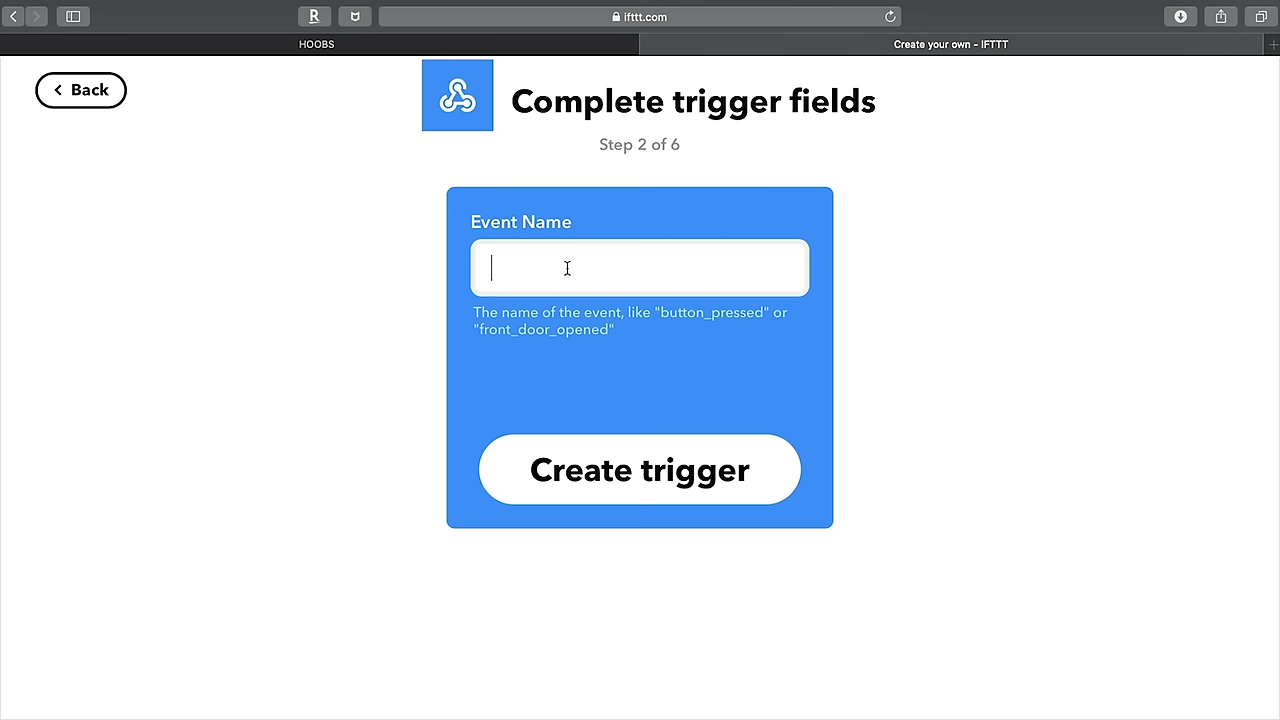 ifttt.com
HOOBS
Create your own - IFTTT
Back
Complete trigger fields
Step 2 of 6
Event Name
The name of the event, like "button_pressed" or
"front_door_opened"
Create trigger